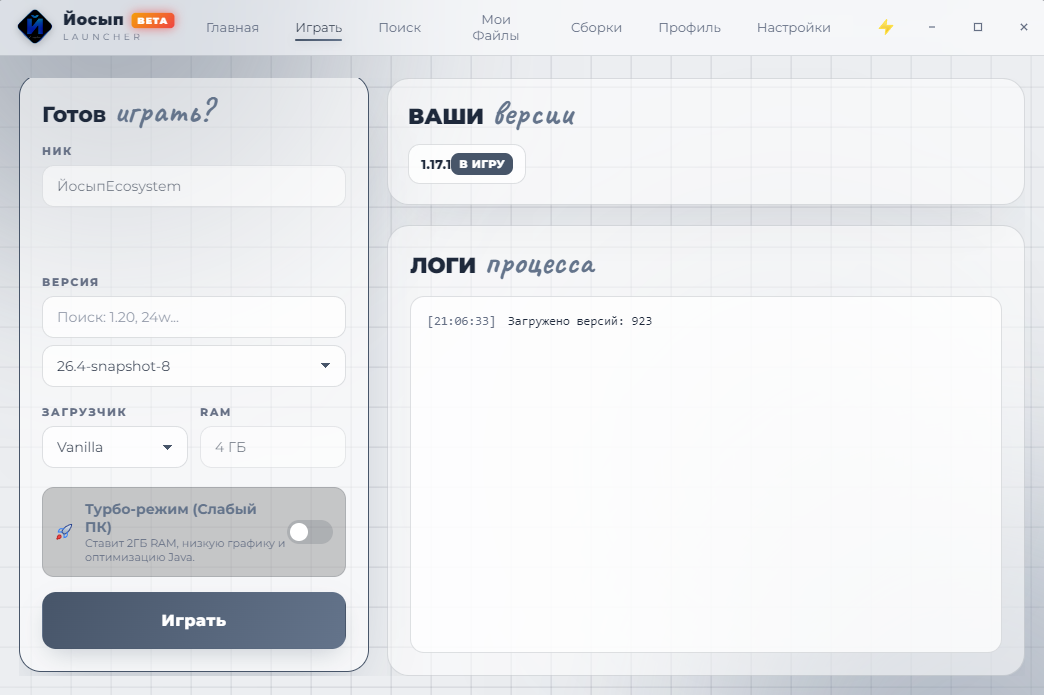 Йосып BETA
LAUNCHER
Главная
Играть
Поиск
Мои
Файлы
Сборки
Профиль
Настройки
Готов играть?
НИК
ЙосыпEcosystem
ВЕРСИЯ
Поиск: 1.20, 24w...
26.4-snapshot-8
ЗАГРУЗЧИК
RAM
Vanilla
4 ГБ
Турбо-режим (Слабый
ПК)
Ставит 2ГБ RAM, низкую графику и
оптимизацию Java.
Играть
ВАШИ версии
1.17.1 В ИГРУ
ЛОГИ процесса
[21:06:33] Загружено версий: 923